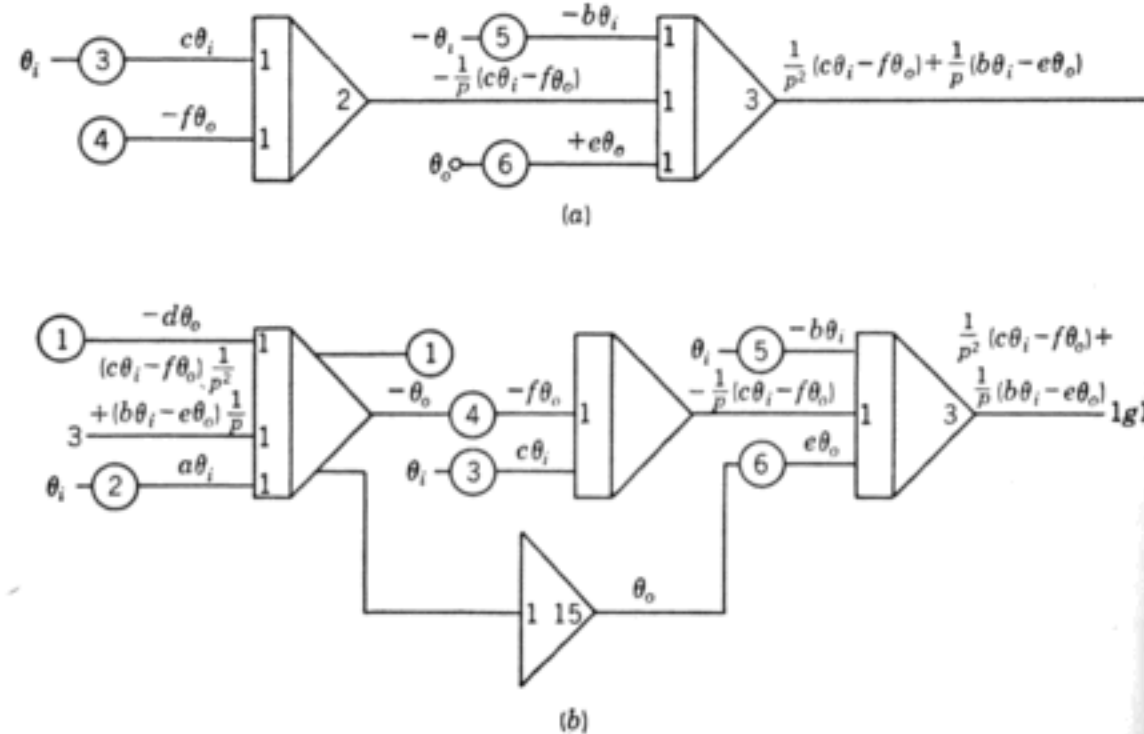 θᵢ 3 cθᵢ 1
4 −fθₒ 1
2
−θᵢ 5 −bθᵢ 1
−1/p (cθᵢ−fθₒ) 1
θₒ 6 +eθₒ 1
3
1/p² (cθᵢ−fθₒ)+1/p (bθᵢ−eθₒ)
(a)
1 −dθₒ 1
(cθᵢ−fθₒ) 1/p²
+(bθᵢ−eθₒ) 1/p
3 1
θᵢ 2 aθᵢ 1
1
−θₒ 4 −fθₒ 1
θᵢ 3 cθᵢ
θᵢ 5 −bθᵢ
−1/p (cθᵢ−fθₒ) 1
6 eθₒ
3
1/p² (cθᵢ−fθₒ)+
1/p (bθᵢ−eθₒ)
1 15 θₒ
(b)